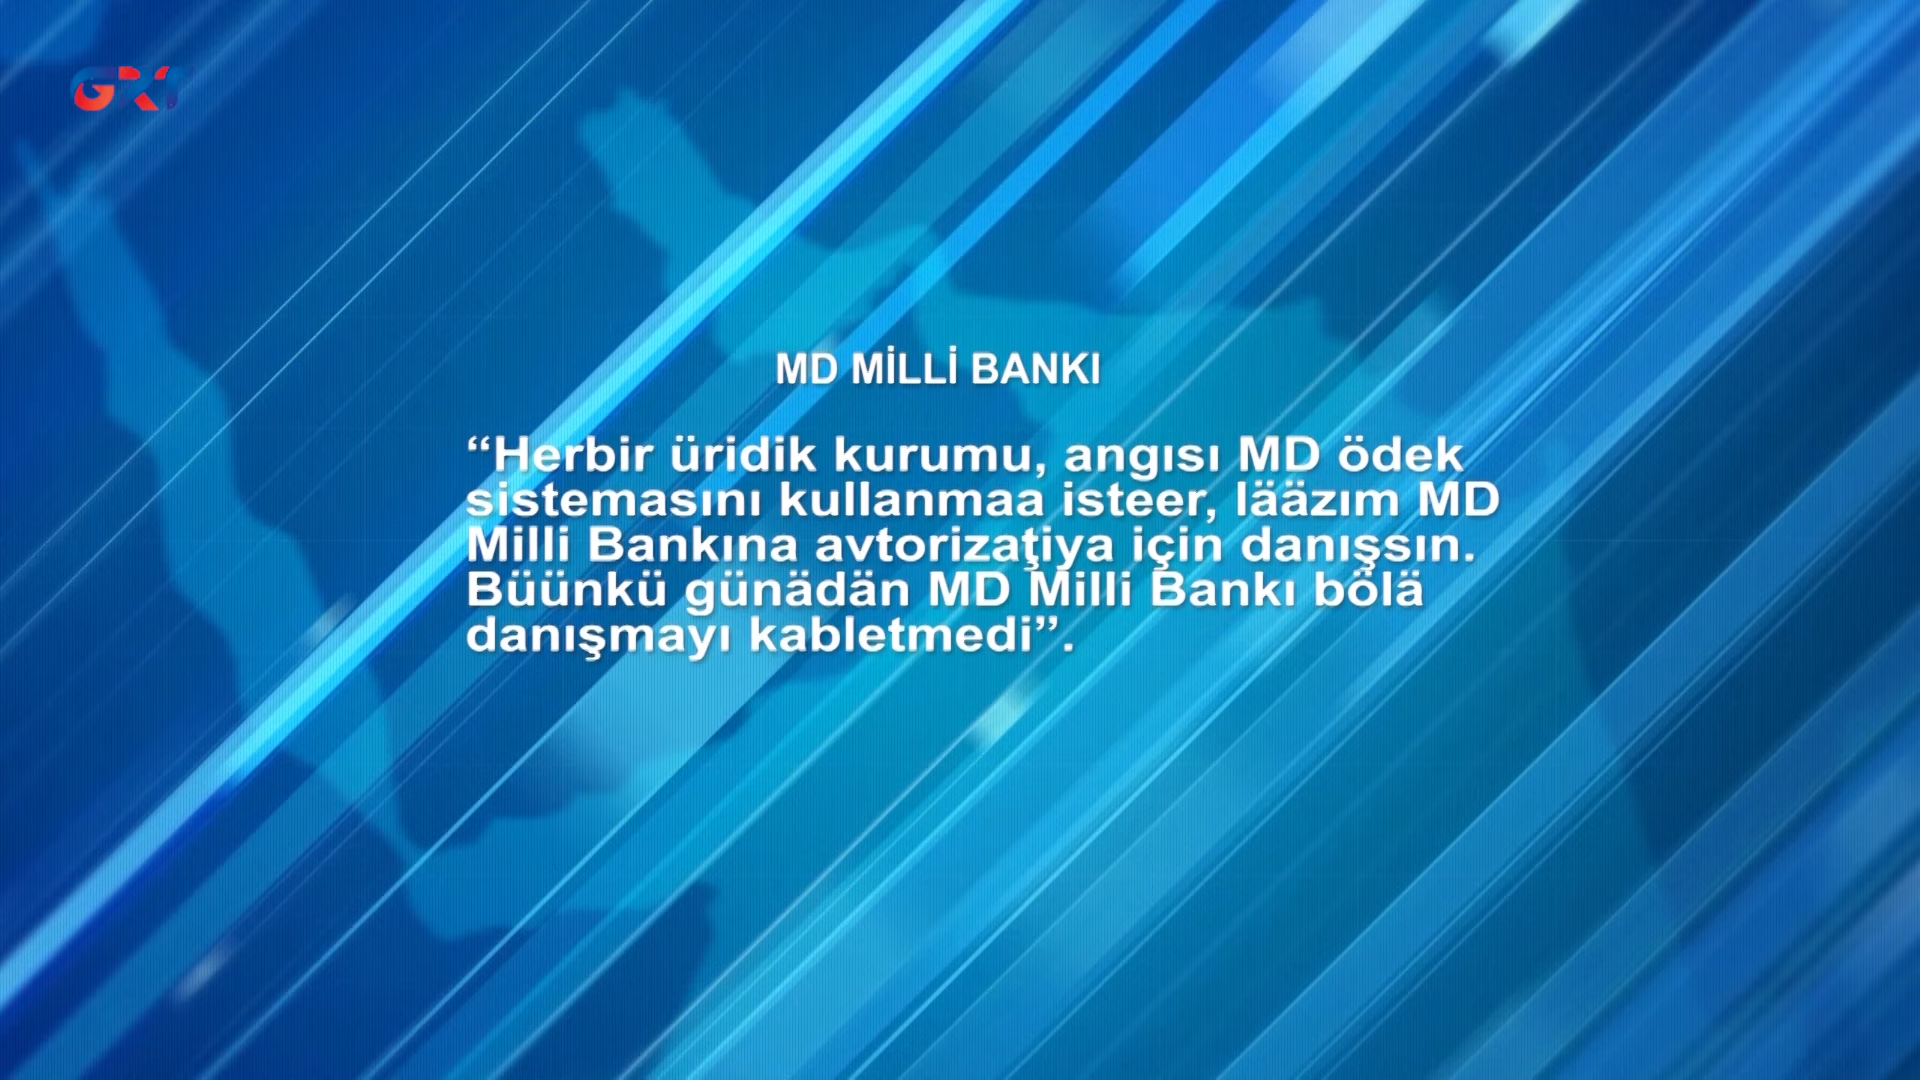 GRT
MD MİLLİ BANKI
“Herbir üridik kurumu, angısı MD ödek
sistemasını kullanmaa isteer, lääzım MD
Milli Bankına avtorizaţiya için danışsın.
Büünkü günädän MD Milli Bankı bölä
danışmayı kabletmedi”.